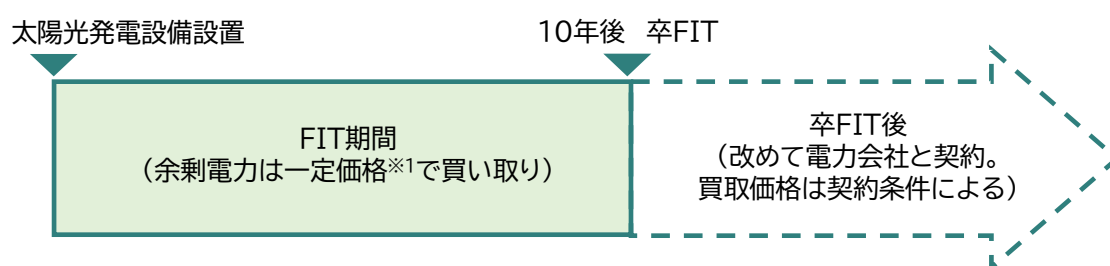 太陽光発電設備設置
10年後 卒FIT
FIT期間
（余剰電力は一定価格※1で買い取り）
卒FIT後
（改めて電力会社と契約。
買取価格は契約条件による）